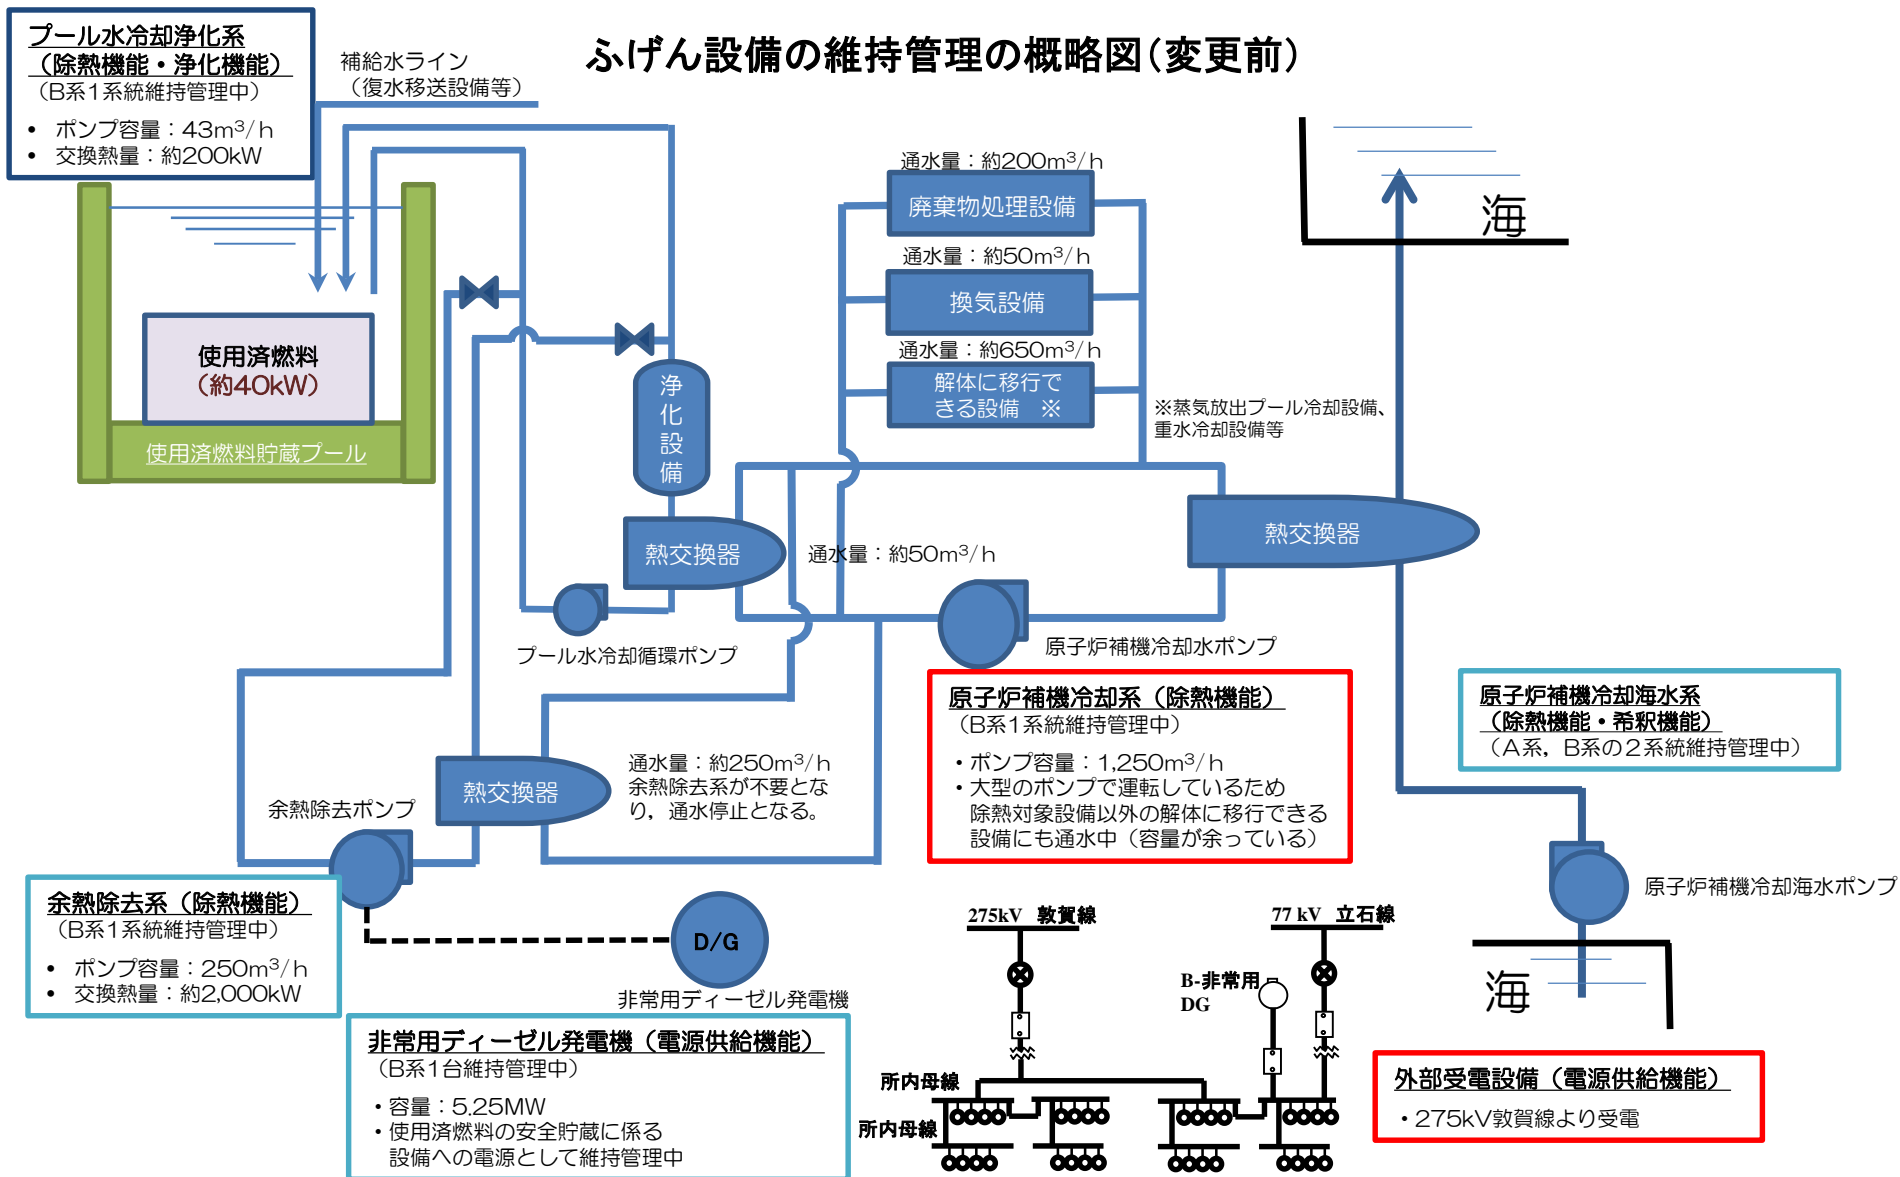 ふげん設備の維持管理の概略図(変更前)
プール水冷却浄化系
（除熱機能・浄化機能）
（B系1系統維持管理中）
• ポンプ容量：43m³/h
• 交換熱量：約200kW
補給水ライン
（復水移送設備等）
使用済燃料
（約40kW）
使用済燃料貯蔵プール
浄化設備
熱交換器
プール水冷却循環ポンプ
通水量：約200m³/h
廃棄物処理設備
通水量：約50m³/h
換気設備
通水量：約650m³/h
解体に移行で
きる設備　※
※蒸気放出プール冷却設備、
重水冷却設備等
通水量：約50m³/h
熱交換器
海
原子炉補機冷却水ポンプ
原子炉補機冷却系（除熱機能）
（B系1系統維持管理中）
・ポンプ容量：1,250m³/h
・大型のポンプで運転しているため
除熱対象設備以外の解体に移行できる
設備にも通水中（容量が余っている）
原子炉補機冷却海水系
（除熱機能・希釈機能）
（A系，B系の２系統維持管理中）
原子炉補機冷却海水ポンプ
海
熱交換器
通水量：約250m³/h
余熱除去系が不要とな
り，通水停止となる。
余熱除去ポンプ
余熱除去系（除熱機能）
（B系1系統維持管理中）
• ポンプ容量：250m³/h
• 交換熱量：約2,000kW
D/G
非常用ディーゼル発電機
非常用ディーゼル発電機（電源供給機能）
（B系1台維持管理中）
・容量：5.25MW
・使用済燃料の安全貯蔵に係る
設備への電源として維持管理中
275kV 敦賀線
77 kV 立石線
B-非常用
DG
所内母線
所内母線
外部受電設備（電源供給機能）
・275kV敦賀線より受電